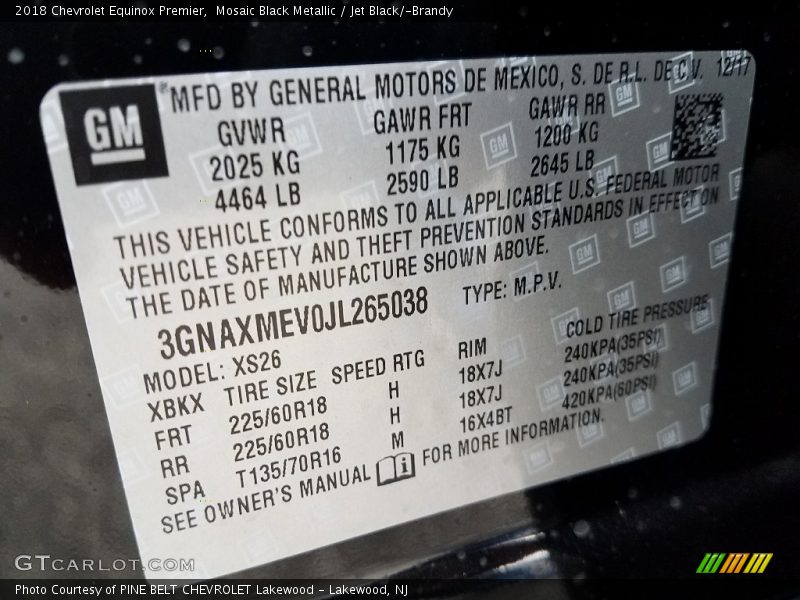 2018 Chevrolet Equinox Premier, Mosaic Black Metallic / Jet Black/­Brandy
GM
®MFD BY GENERAL MOTORS DE MEXICO, S. DE R.L. DE C.V. 12/17
GVWR GAWR FRT GAWR RR
2025 KG 1175 KG 1200 KG
4464 LB 2590 LB 2645 LB
THIS VEHICLE CONFORMS TO ALL APPLICABLE U.S. FEDERAL MOTOR
VEHICLE SAFETY AND THEFT PREVENTION STANDARDS IN EFFECT ON
THE DATE OF MANUFACTURE SHOWN ABOVE.
3GNAXMEV0JL265038 TYPE: M.P.V.
MODEL: XS26
XBKX TIRE SIZE SPEED RTG RIM COLD TIRE PRESSURE
FRT 225/60R18 H 18X7J 240KPA(35PSI)
RR 225/60R18 H 18X7J 240KPA(35PSI)
SPA T135/70R16 M 16X4BT 420KPA(60PSI)
SEE OWNER'S MANUAL FOR MORE INFORMATION.
GTCARLOT.COM
Photo Courtesy of PINE BELT CHEVROLET Lakewood - Lakewood, NJ